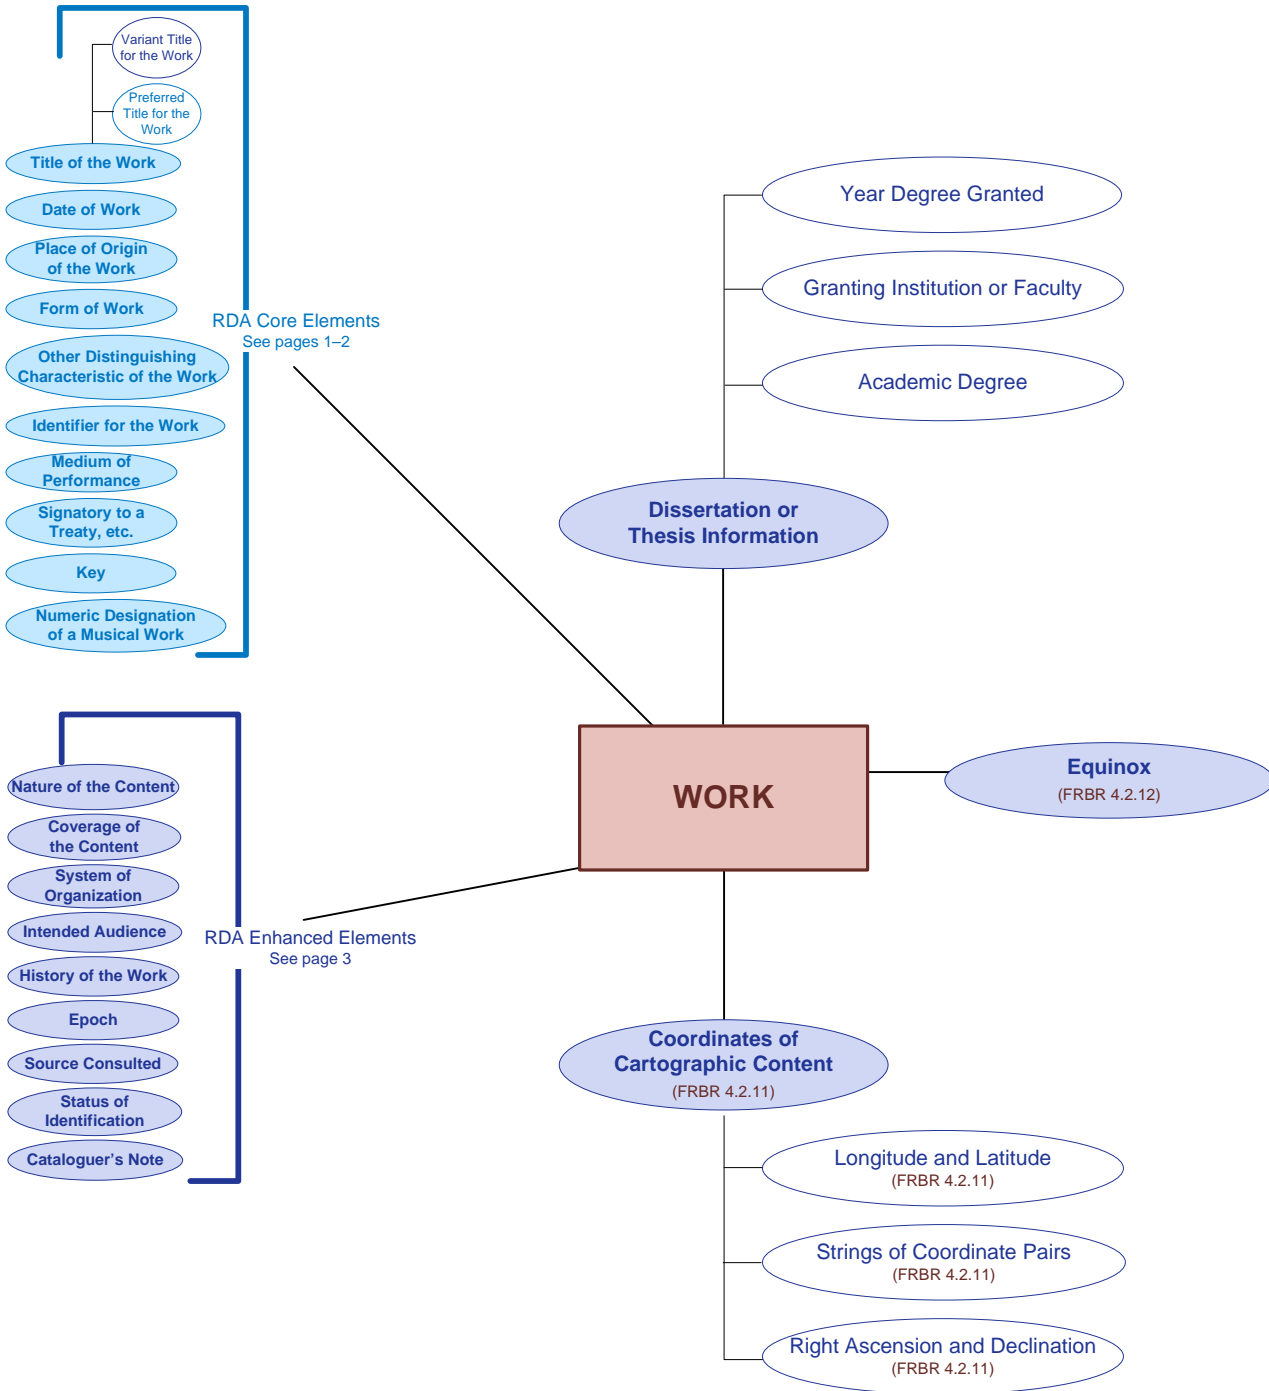 Variant Title
for the Work
Preferred
Title for the
Work
Title of the Work
Date of Work
Place of Origin
of the Work
Form of Work
Other Distinguishing
Characteristic of the Work
Identifier for the Work
Medium of
Performance
Signatory to a
Treaty, etc.
Key
Numeric Designation
of a Musical Work
RDA Core Elements
See pages 1–2
Year Degree Granted
Granting Institution or Faculty
Academic Degree
Dissertation or
Thesis Information
WORK
Equinox
(FRBR 4.2.12)
Nature of the Content
Coverage of
the Content
System of
Organization
Intended Audience
History of the Work
Epoch
Source Consulted
Status of
Identification
Cataloguer's Note
RDA Enhanced Elements
See page 3
Coordinates of
Cartographic Content
(FRBR 4.2.11)
Longitude and Latitude
(FRBR 4.2.11)
Strings of Coordinate Pairs
(FRBR 4.2.11)
Right Ascension and Declination
(FRBR 4.2.11)